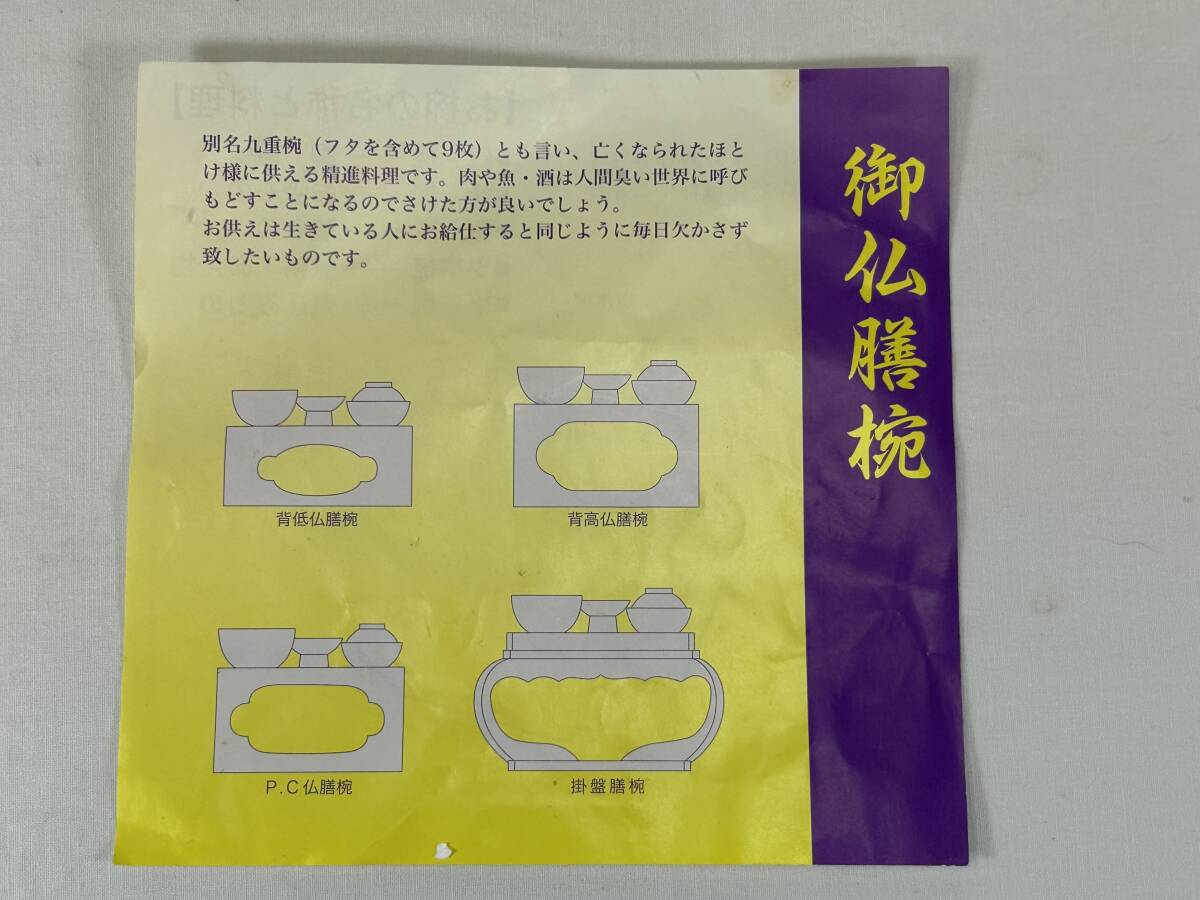 御仏膳椀
別名九重椀（フタを含めて9枚）とも言い、亡くなられたほと
け様に供える精進料理です。肉や魚・酒は人間臭い世界に呼び
もどすことになるのでさけた方が良いでしょう。
お供えは生きている人にお給仕すると同じように毎日欠かさず
致したいものです。
背低仏膳椀
背高仏膳椀
P.C仏膳椀
掛盤膳椀